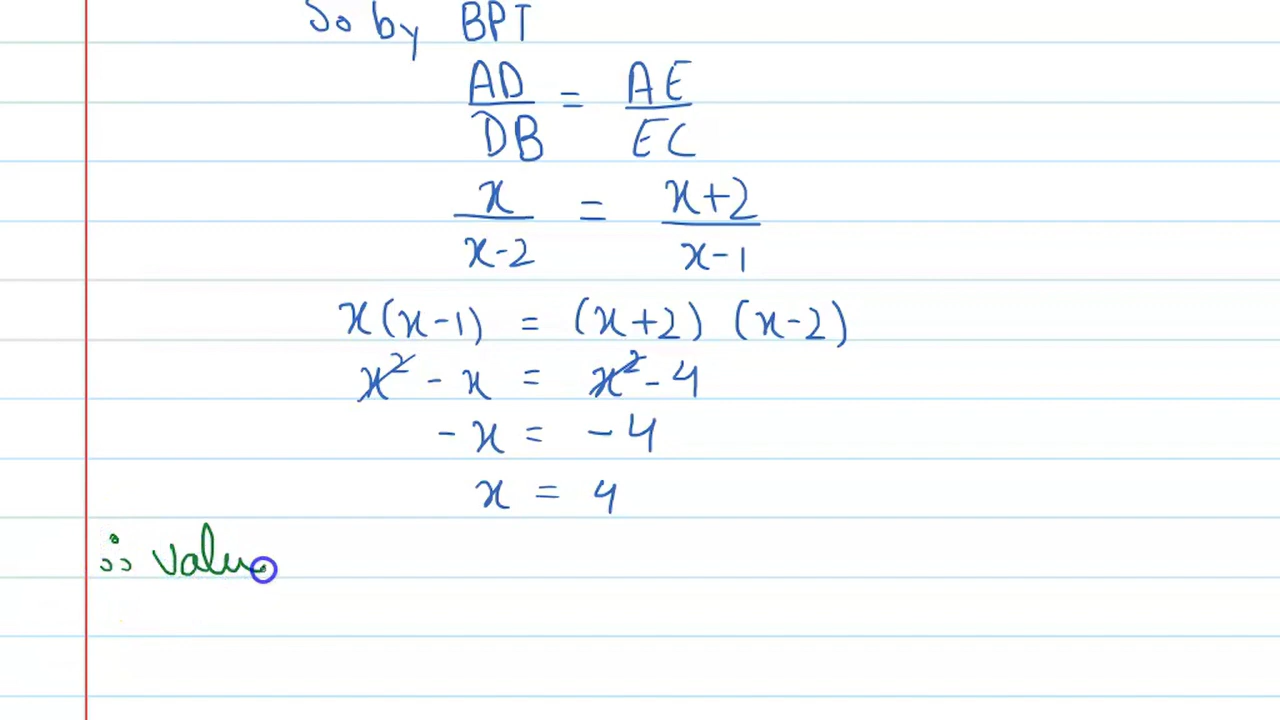 So by BPT
AD/DB = AE/EC
x/x-2 = x+2/x-1
x(x-1) = (x+2) (x-2)
x² - x = x² - 4
- x = - 4
x = 4
∴ valu